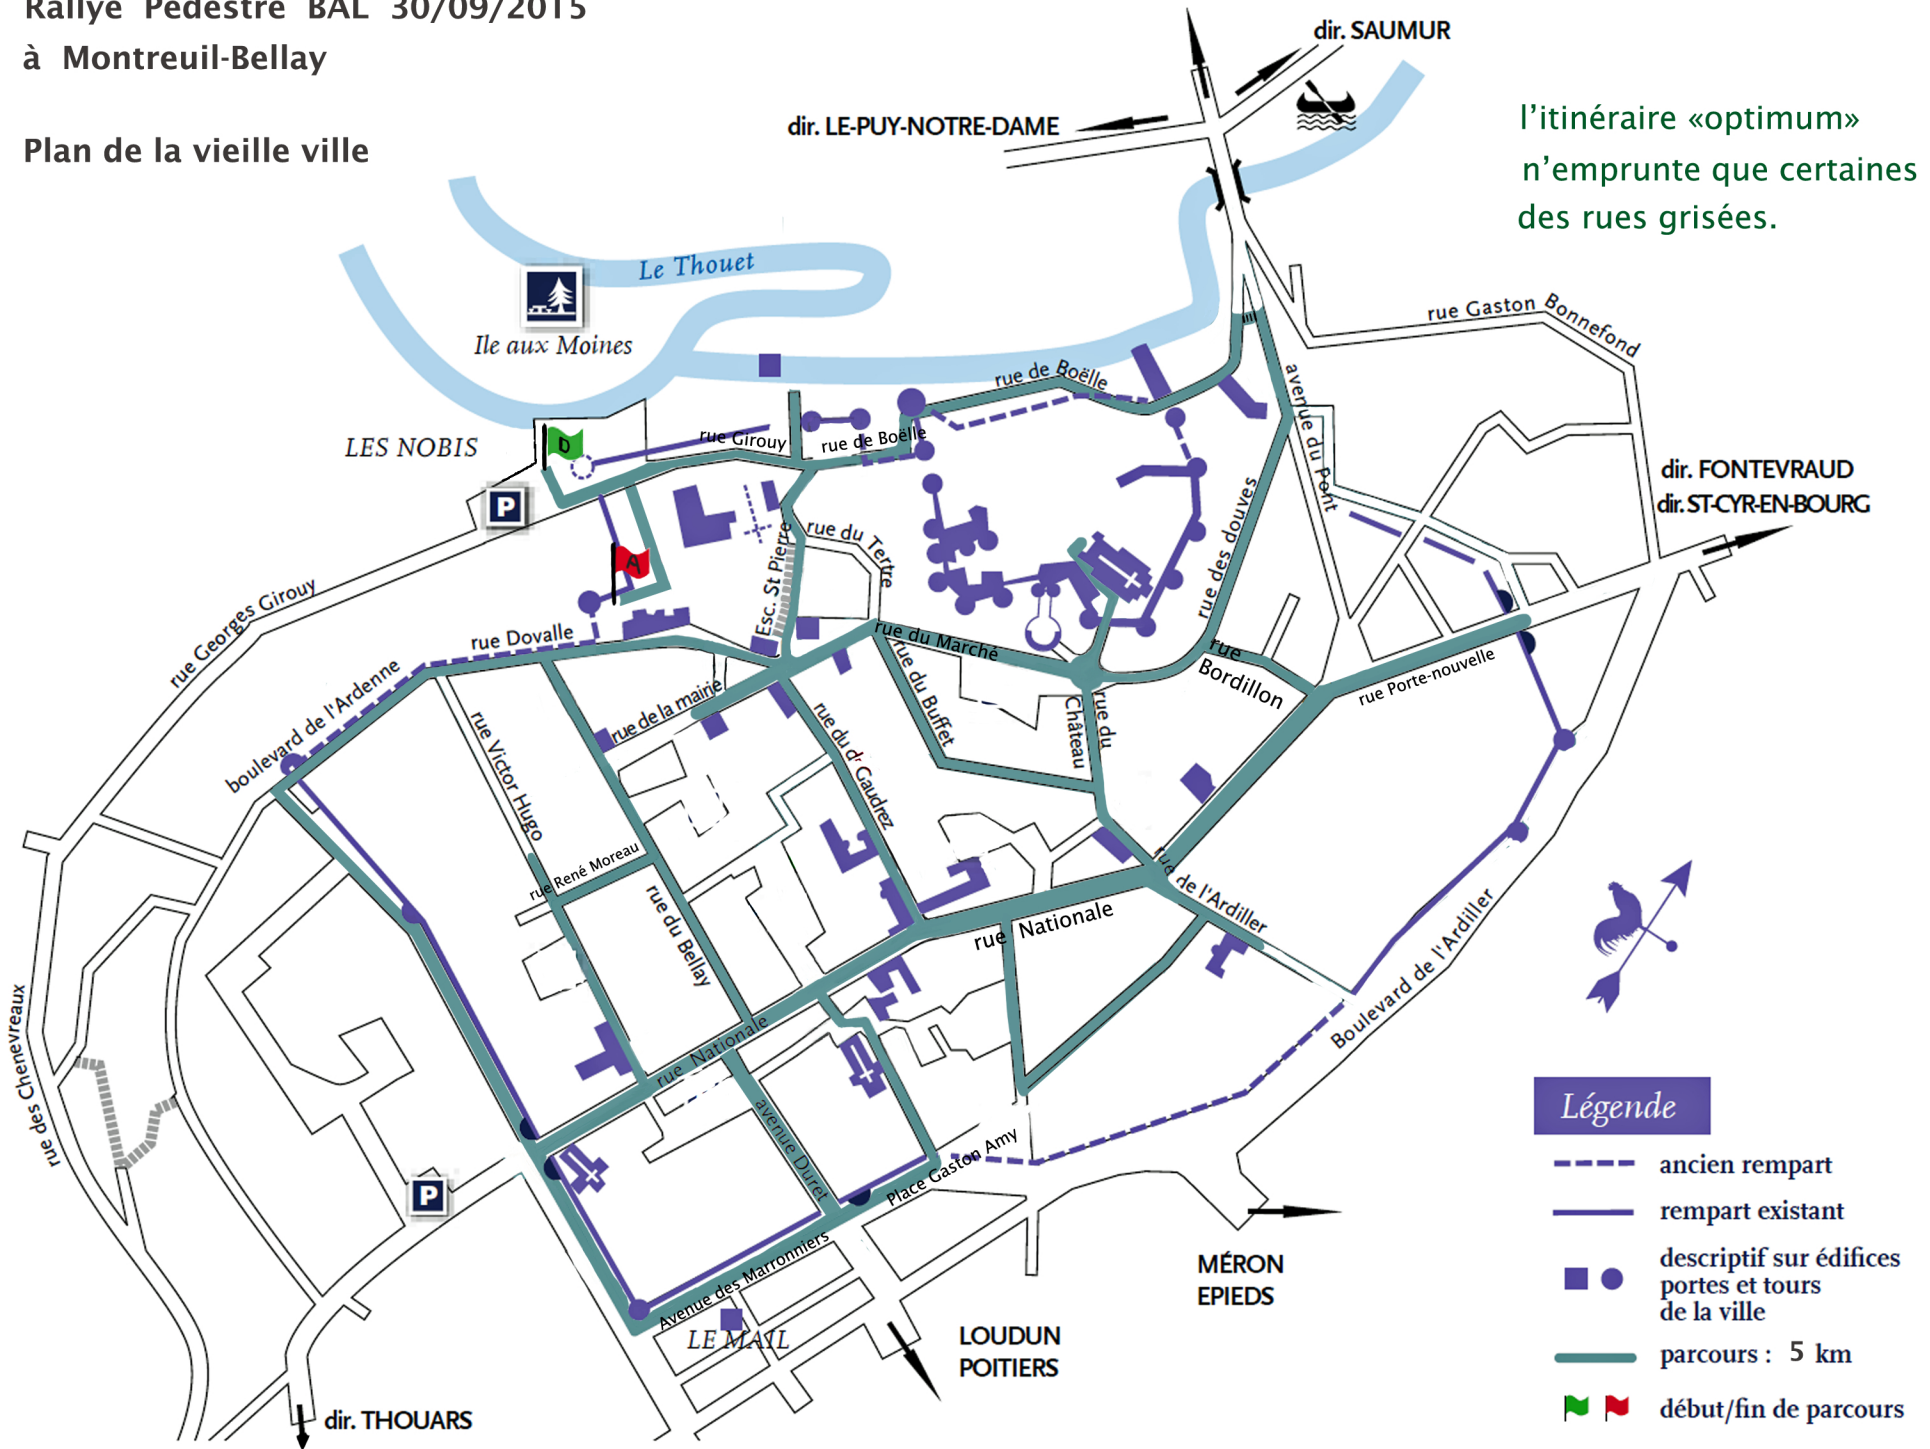 Rallye Pédestre BAL 30/09/2015
à Montreuil-Bellay
Plan de la vieille ville
dir. SAUMUR
dir. LE-PUY-NOTRE-DAME
l'itinéraire «optimum»
n'emprunte que certaines
des rues grisées.
Le Thouet
Ile aux Moines
rue Gaston Bonnefond
rue de Boëlle
avenue du Pont
LES NOBIS
D
rue Girouy
rue de Boëlle
dir. FONTEVRAUD
dir. ST-CYR-EN-BOURG
P
rue du Tertre
Esc. St Pierre
rue des douves
A
rue Georges Girouy
rue Dovalle
rue du Marché
rue Bordillon
rue Porte-nouvelle
boulevard de l'Ardenne
rue de la mairie
rue du Buffet
rue du Château
rue Victor Hugo
rue du dr Gaudrez
rue René Moreau
rue du Bellay
rue de l'Ardiller
rue Nationale
Boulevard de l'Ardiller
rue des Chenevreaux
rue Nationale
avenue Duret
Place Gaston Amy
P
Avenue des Marronniers
LE MAIL
MÉRON
EPIEDS
LOUDUN
POITIERS
dir. THOUARS
Légende
ancien rempart
rempart existant
descriptif sur édifices
portes et tours
de la ville
parcours : 5 km
début/fin de parcours